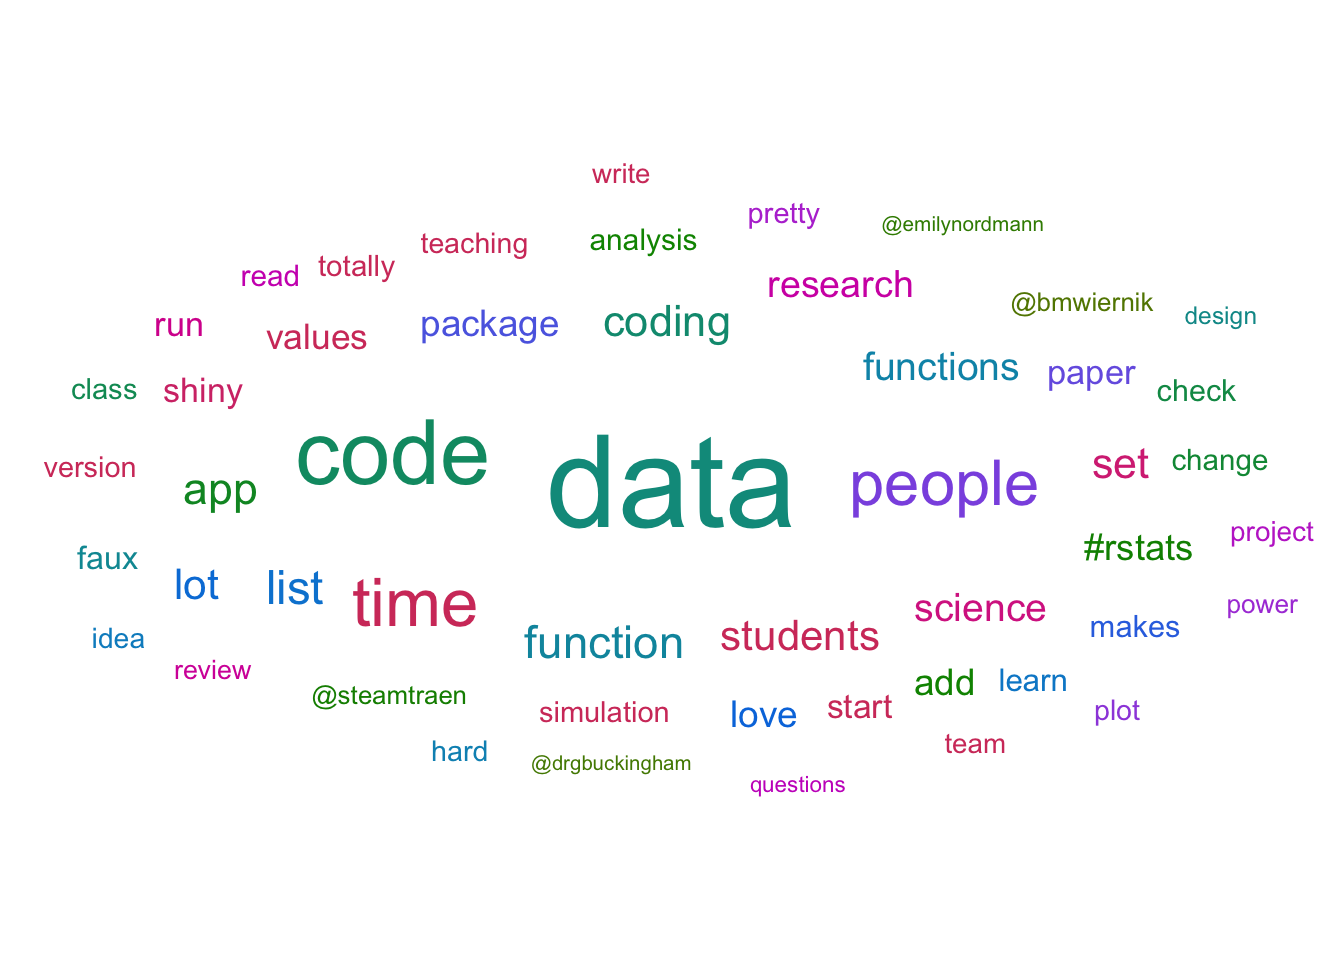 write
pretty
@emilynordmann
teaching
analysis
totally
read
research
@bmwiernik
design
run
values
package
coding
functions
paper
check
class
shiny
code
data
people
set
change
version
app
#rstats
project
faux
lot
list
time
function
students
science
makes
power
idea
review
@steamtraen
simulation
love
start
add
learn
plot
hard
@drgbuckingham
team
questions